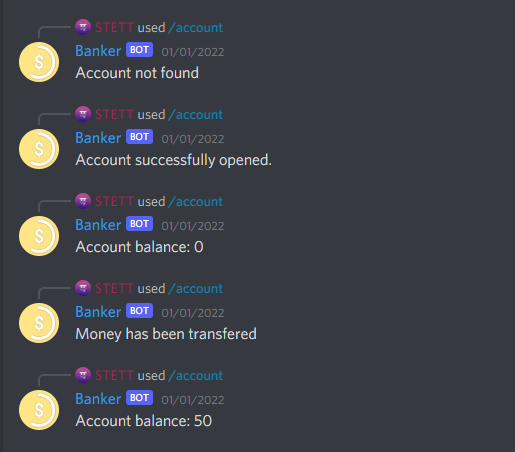 STETT used /account
Banker BOT 01/01/2022
Account not found
STETT used /account
Banker BOT 01/01/2022
Account successfully opened.
STETT used /account
Banker BOT 01/01/2022
Account balance: 0
STETT used /account
Banker BOT 01/01/2022
Money has been transfered
STETT used /account
Banker BOT 01/01/2022
Account balance: 50